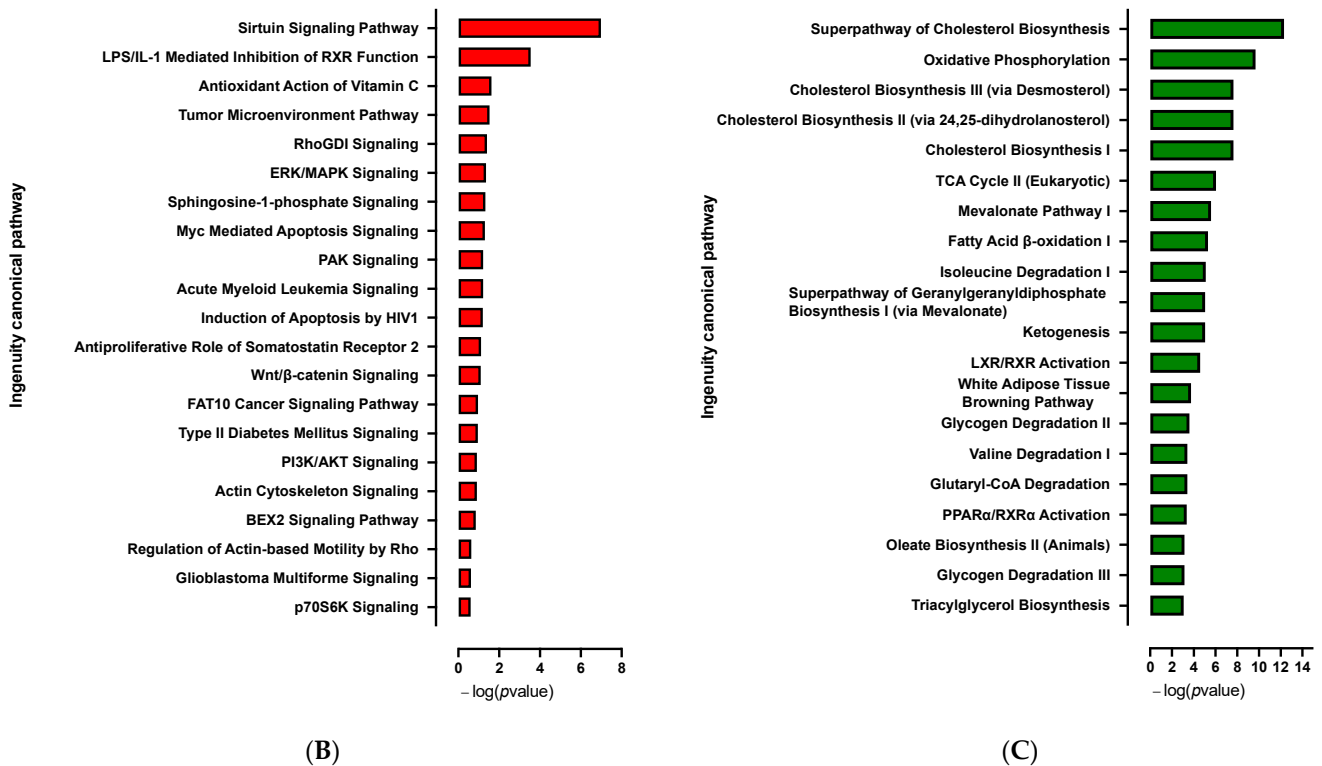 Ingenuity canonical pathway
Sirtuin Signaling Pathway
LPS/IL-1 Mediated Inhibition of RXR Function
Antioxidant Action of Vitamin C
Tumor Microenvironment Pathway
RhoGDI Signaling
ERK/MAPK Signaling
Sphingosine-1-phosphate Signaling
Myc Mediated Apoptosis Signaling
PAK Signaling
Acute Myeloid Leukemia Signaling
Induction of Apoptosis by HIV1
Antiproliferative Role of Somatostatin Receptor 2
Wnt/β-catenin Signaling
FAT10 Cancer Signaling Pathway
Type II Diabetes Mellitus Signaling
PI3K/AKT Signaling
Actin Cytoskeleton Signaling
BEX2 Signaling Pathway
Regulation of Actin-based Motility by Rho
Glioblastoma Multiforme Signaling
p70S6K Signaling
0 2 4 6 8
– log(pvalue)
(B)
Ingenuity canonical pathway
Superpathway of Cholesterol Biosynthesis
Oxidative Phosphorylation
Cholesterol Biosynthesis III (via Desmosterol)
Cholesterol Biosynthesis II (via 24,25-dihydrolanosterol)
Cholesterol Biosynthesis I
TCA Cycle II (Eukaryotic)
Mevalonate Pathway I
Fatty Acid β-oxidation I
Isoleucine Degradation I
Superpathway of Geranylgeranyldiphosphate
Biosynthesis I (via Mevalonate)
Ketogenesis
LXR/RXR Activation
White Adipose Tissue
Browning Pathway
Glycogen Degradation II
Valine Degradation I
Glutaryl-CoA Degradation
PPARα/RXRα Activation
Oleate Biosynthesis II (Animals)
Glycogen Degradation III
Triacylglycerol Biosynthesis
0 2 4 6 8 10 12 14
– log(pvalue)
(C)